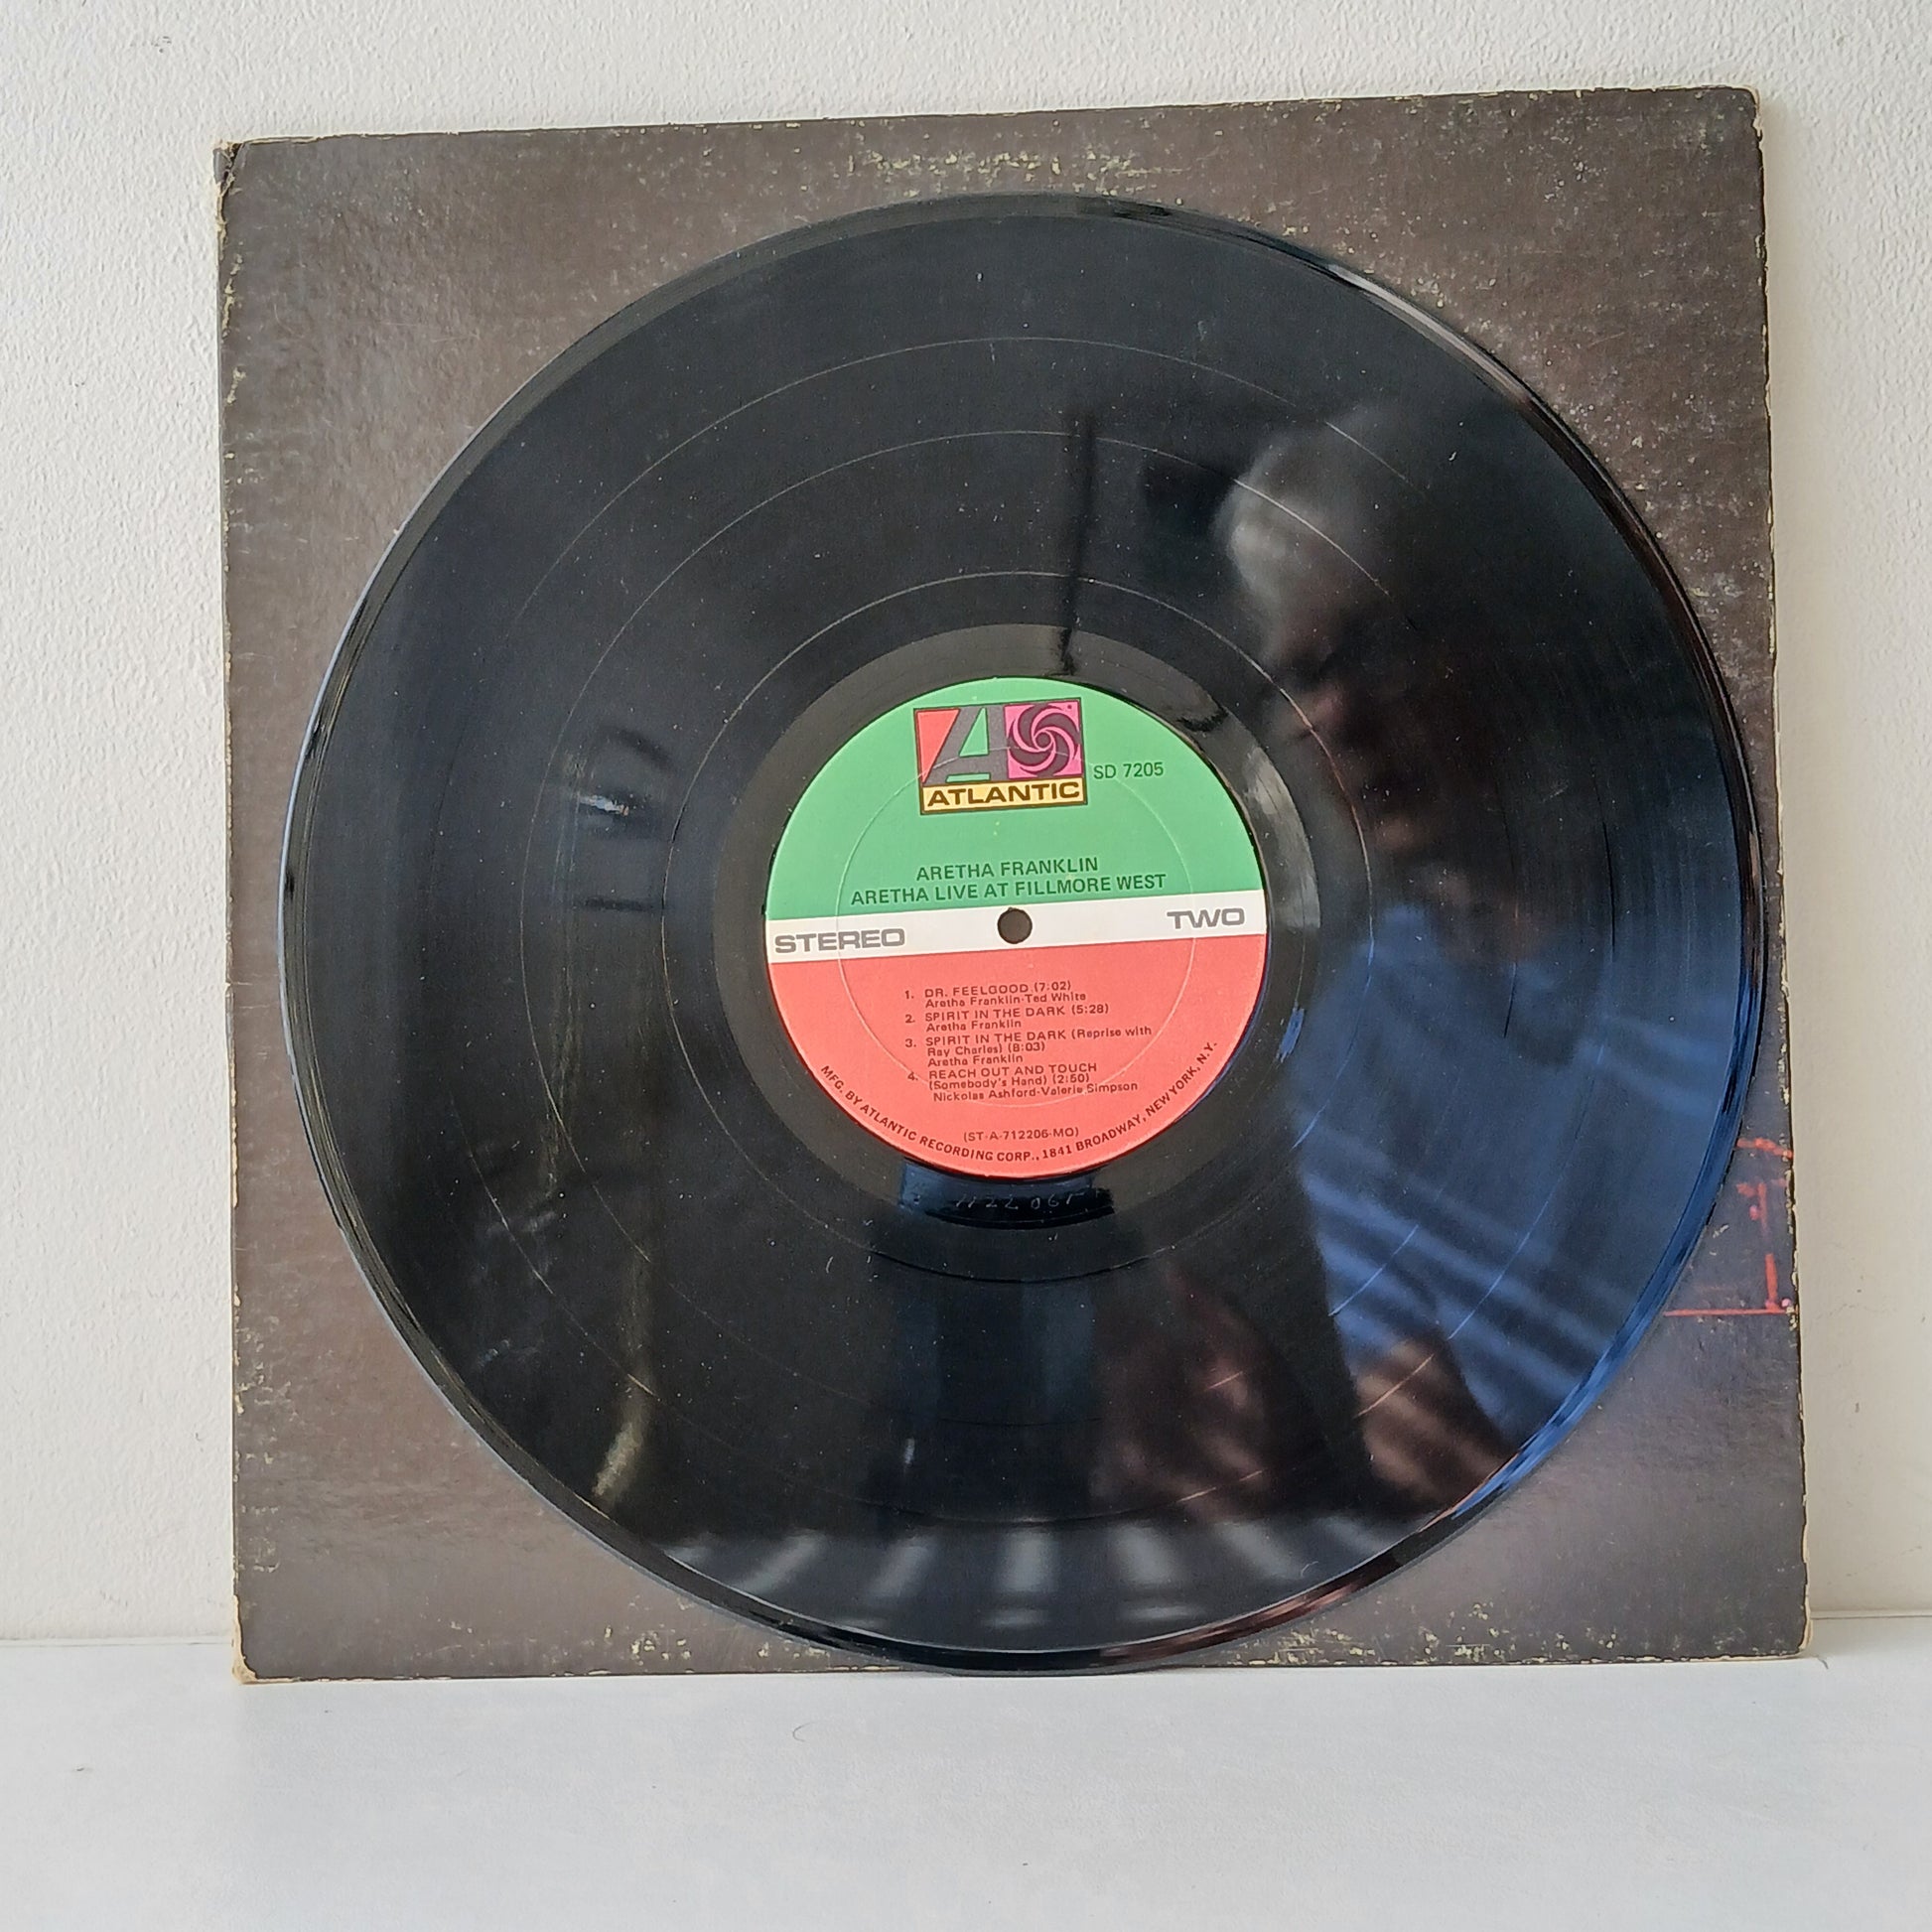 ATLANTIC
SD 7205
ARETHA FRANKLIN
ARETHA LIVE AT FILLMORE WEST
STEREO
TWO
1. DR. FEELGOOD (7:02)
Aretha Franklin-Ted White
2. SPIRIT IN THE DARK (5:28)
Aretha Franklin
3. SPIRIT IN THE DARK (Reprise with
Ray Charles) (8:03)
Aretha Franklin
4. REACH OUT AND TOUCH
(Somebody's Hand) (2:50)
Nickolas Ashford-Valerie Simpson
(ST-A-712206-MO)
MFG. BY ATLANTIC RECORDING CORP., 1841 BROADWAY, NEW YORK, N.Y.